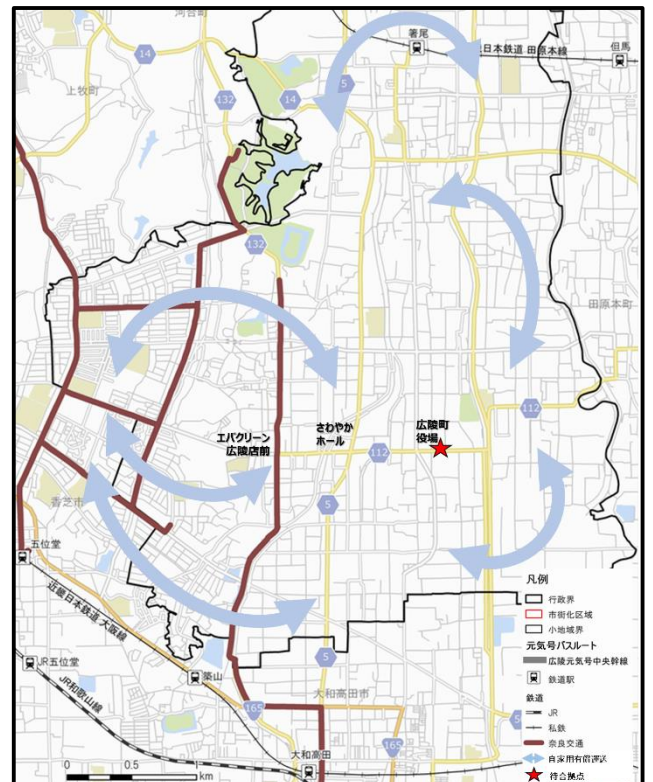 河合町
箸尾
日本鉄道 田原本線
但馬
14
上牧町
132
14
5
132
田原本町
112
エバクリーン
広陵店前
さわやか
ホール
広陵町
役場
112
5
香芝市
五位堂
近畿日本鉄道 大阪線
JR五位堂
JR和歌山線
築山
5
大和高田市
165
165
大和高田
0 0.5 1
km
凡例
行政界
市街化区域
小地域界
元気号バスルート
広陵元気号中央幹線
鉄道駅
鉄道
JR
私鉄
奈良交通
自家用有償運送
待合拠点